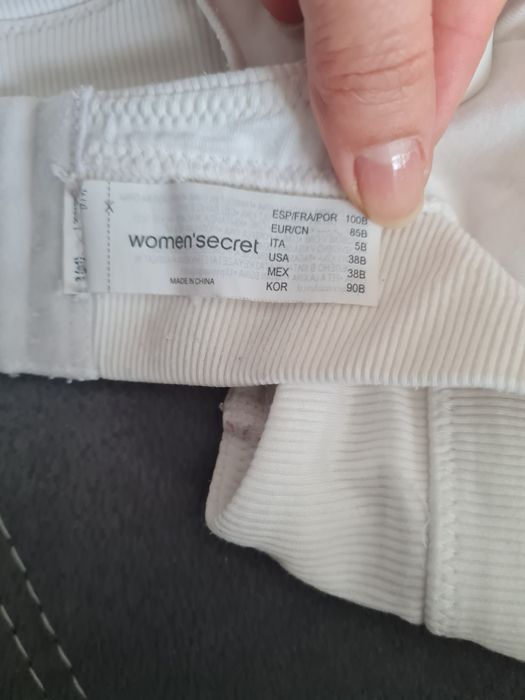 women'secret
MADE IN CHINA
ESP/FRA/POR 100B
EUR/CN 85B
ITA 5B
USA 38B
MEX 38B
KOR 90B